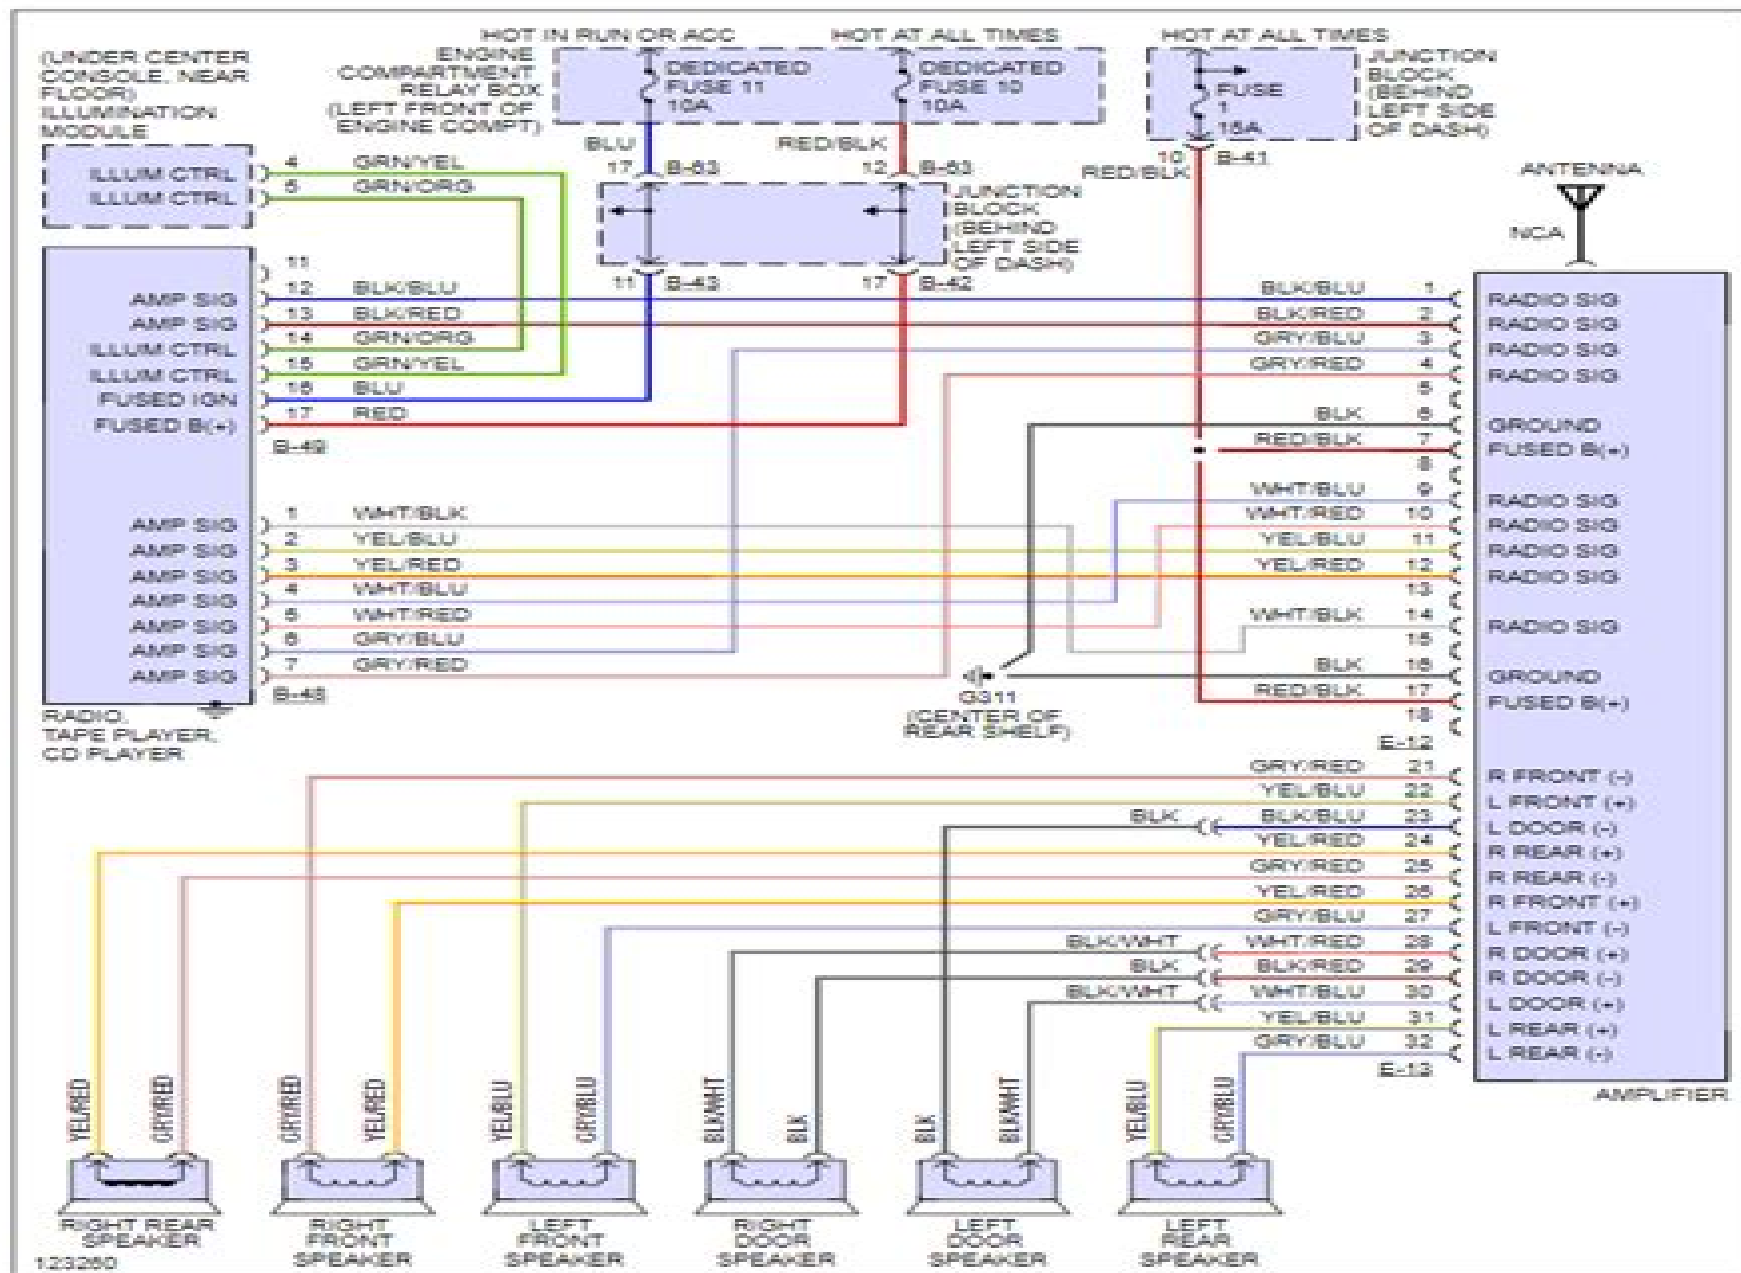 HOT IN RUN OR ACC
HOT AT ALL TIMES
HOT AT ALL TIMES
(UNDER CENTER
CONSOLE, NEAR
FLOOR)
ILLUMINATION
MODULE
ENGINE
COMPARTMENT
RELAY BOX
(LEFT FRONT OF
ENGINE COMPT)
DEDICATED
FUSE 11
10A
DEDICATED
FUSE 10
10A
FUSE
1
15A
JUNCTION
BLOCK
(BEHIND
LEFT SIDE
OF DASH)
BLU
17 B-53
RED/BLK
12 B-53
10 B-41
RED/BLK
ANTENNA
NCA
ILLUM CTRL 4 GRN/YEL
ILLUM CTRL 5 GRN/ORG
JUNCTION
BLOCK
(BEHIND
LEFT SIDE
OF DASH)
11 B-43
17 B-42
11
AMP SIG 12 BLK/BLU
AMP SIG 13 BLK/RED
ILLUM CTRL 14 GRN/ORG
ILLUM CTRL 15 GRN/YEL
FUSED IGN 16 BLU
FUSED B(+) 17 RED
B-49
AMP SIG 1 WHT/BLK
AMP SIG 2 YEL/BLU
AMP SIG 3 YEL/RED
AMP SIG 4 WHT/BLU
AMP SIG 5 WHT/RED
AMP SIG 6 GRY/BLU
AMP SIG 7 GRY/RED
B-48
RADIO,
TAPE PLAYER,
CD PLAYER
BLK/BLU 1 RADIO SIG
BLK/RED 2 RADIO SIG
GRY/BLU 3 RADIO SIG
GRY/RED 4 RADIO SIG
5
BLK 6 GROUND
RED/BLK 7 FUSED B(+)
8
WHT/BLU 9 RADIO SIG
WHT/RED 10 RADIO SIG
YEL/BLU 11 RADIO SIG
YEL/RED 12 RADIO SIG
13
WHT/BLK 14 RADIO SIG
15
BLK 16 GROUND
RED/BLK 17 FUSED B(+)
18
E-12
G311
(CENTER OF
REAR SHELF)
GRY/RED 21 R FRONT (-)
YEL/BLU 22 L FRONT (+)
BLK BLK/BLU 23 L DOOR (-)
YEL/RED 24 R REAR (+)
GRY/RED 25 R REAR (-)
YEL/RED 26 R FRONT (+)
GRY/BLU 27 L FRONT (-)
BLK/WHT WHT/RED 28 R DOOR (+)
BLK BLK/RED 29 R DOOR (-)
BLK/WHT WHT/BLU 30 L DOOR (+)
YEL/BLU 31 L REAR (+)
GRY/BLU 32 L REAR (-)
E-13
AMPLIFIER
YEL/RED
GRY/RED
GRY/RED
YEL/RED
YEL/BLU
GRY/BLU
BLK/WHT
BLK
BLK
BLK/WHT
YEL/BLU
GRY/BLU
RIGHT REAR
SPEAKER
RIGHT
FRONT
SPEAKER
LEFT
FRONT
SPEAKER
RIGHT
DOOR
SPEAKER
LEFT
DOOR
SPEAKER
LEFT
REAR
SPEAKER
123260